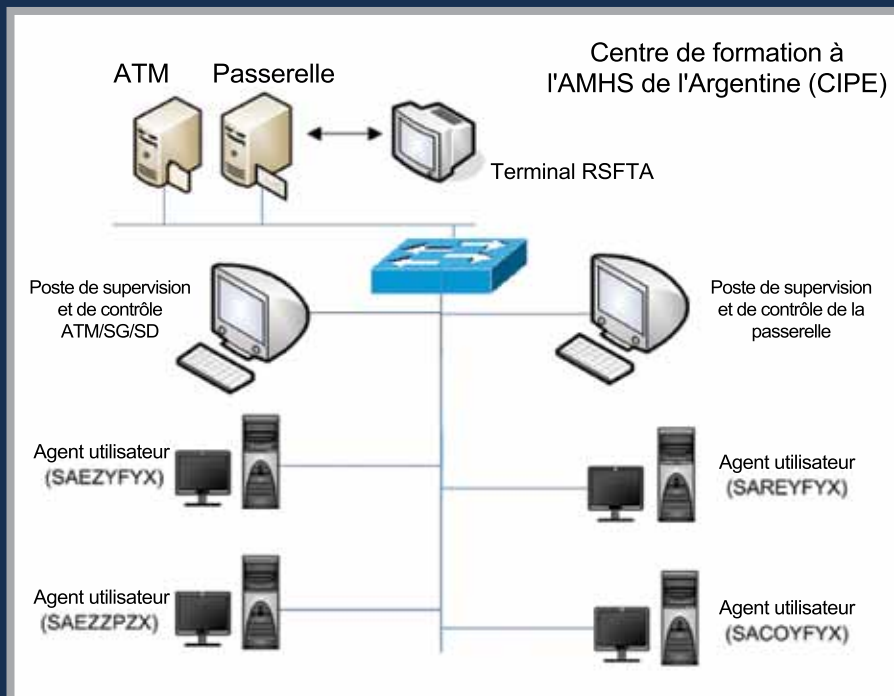 Centre de formation à
l'AMHS de l'Argentine (CIPE)
ATM
Passerelle
Terminal RSFTA
Poste de supervision
et de contrôle
ATM/SG/SD
Poste de supervision
et de contrôle de la
passerelle
Agent utilisateur
(SAEZYFYX)
Agent utilisateur
(SAREYFYX)
Agent utilisateur
(SAEZZPZX)
Agent utilisateur
(SACOYFYX)